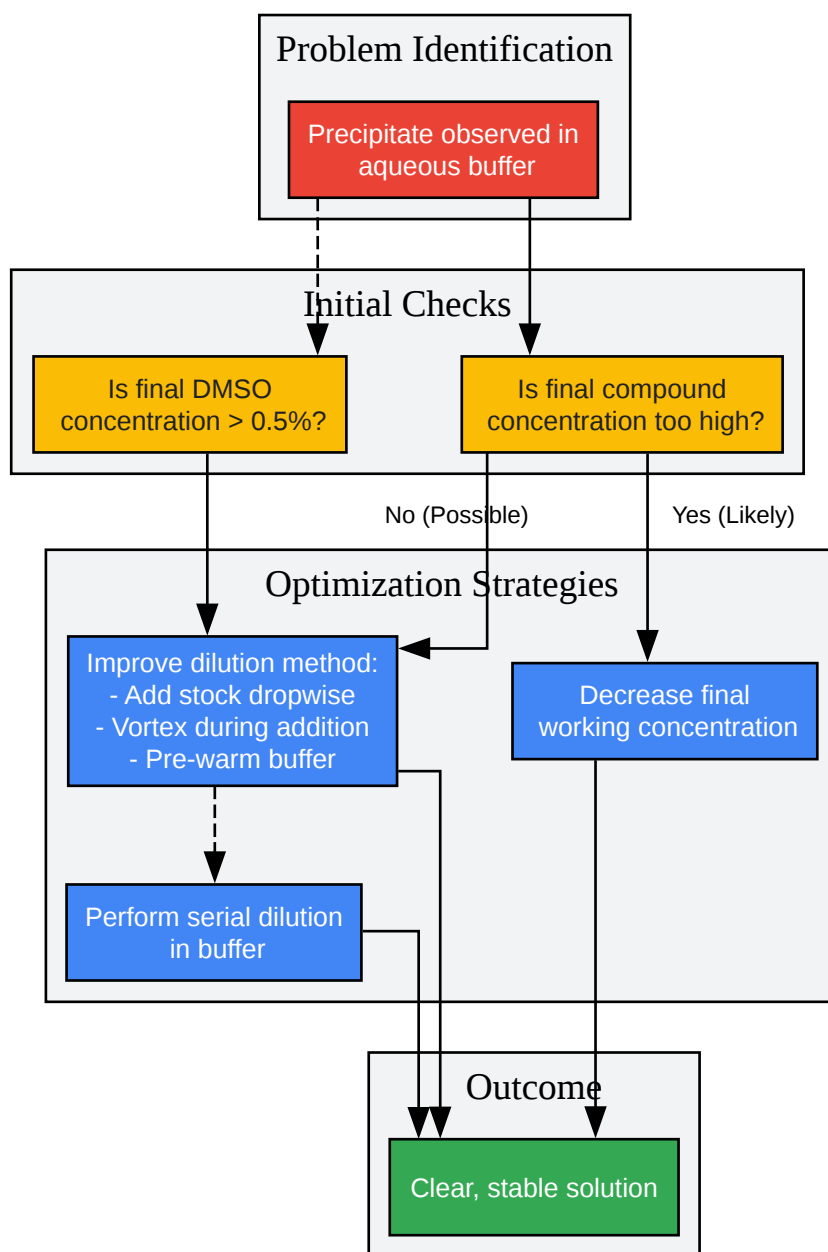 Problem Identification
Precipitate observed in
aqueous buffer
Initial Checks
Is final DMSO
concentration > 0.5%?
Is final compound
concentration too high?
No (Possible)
Yes (Likely)
Optimization Strategies
Improve dilution method:
- Add stock dropwise
- Vortex during addition
- Pre-warm buffer
Decrease final
working concentration
Perform serial dilution
in buffer
Outcome
Clear, stable solution